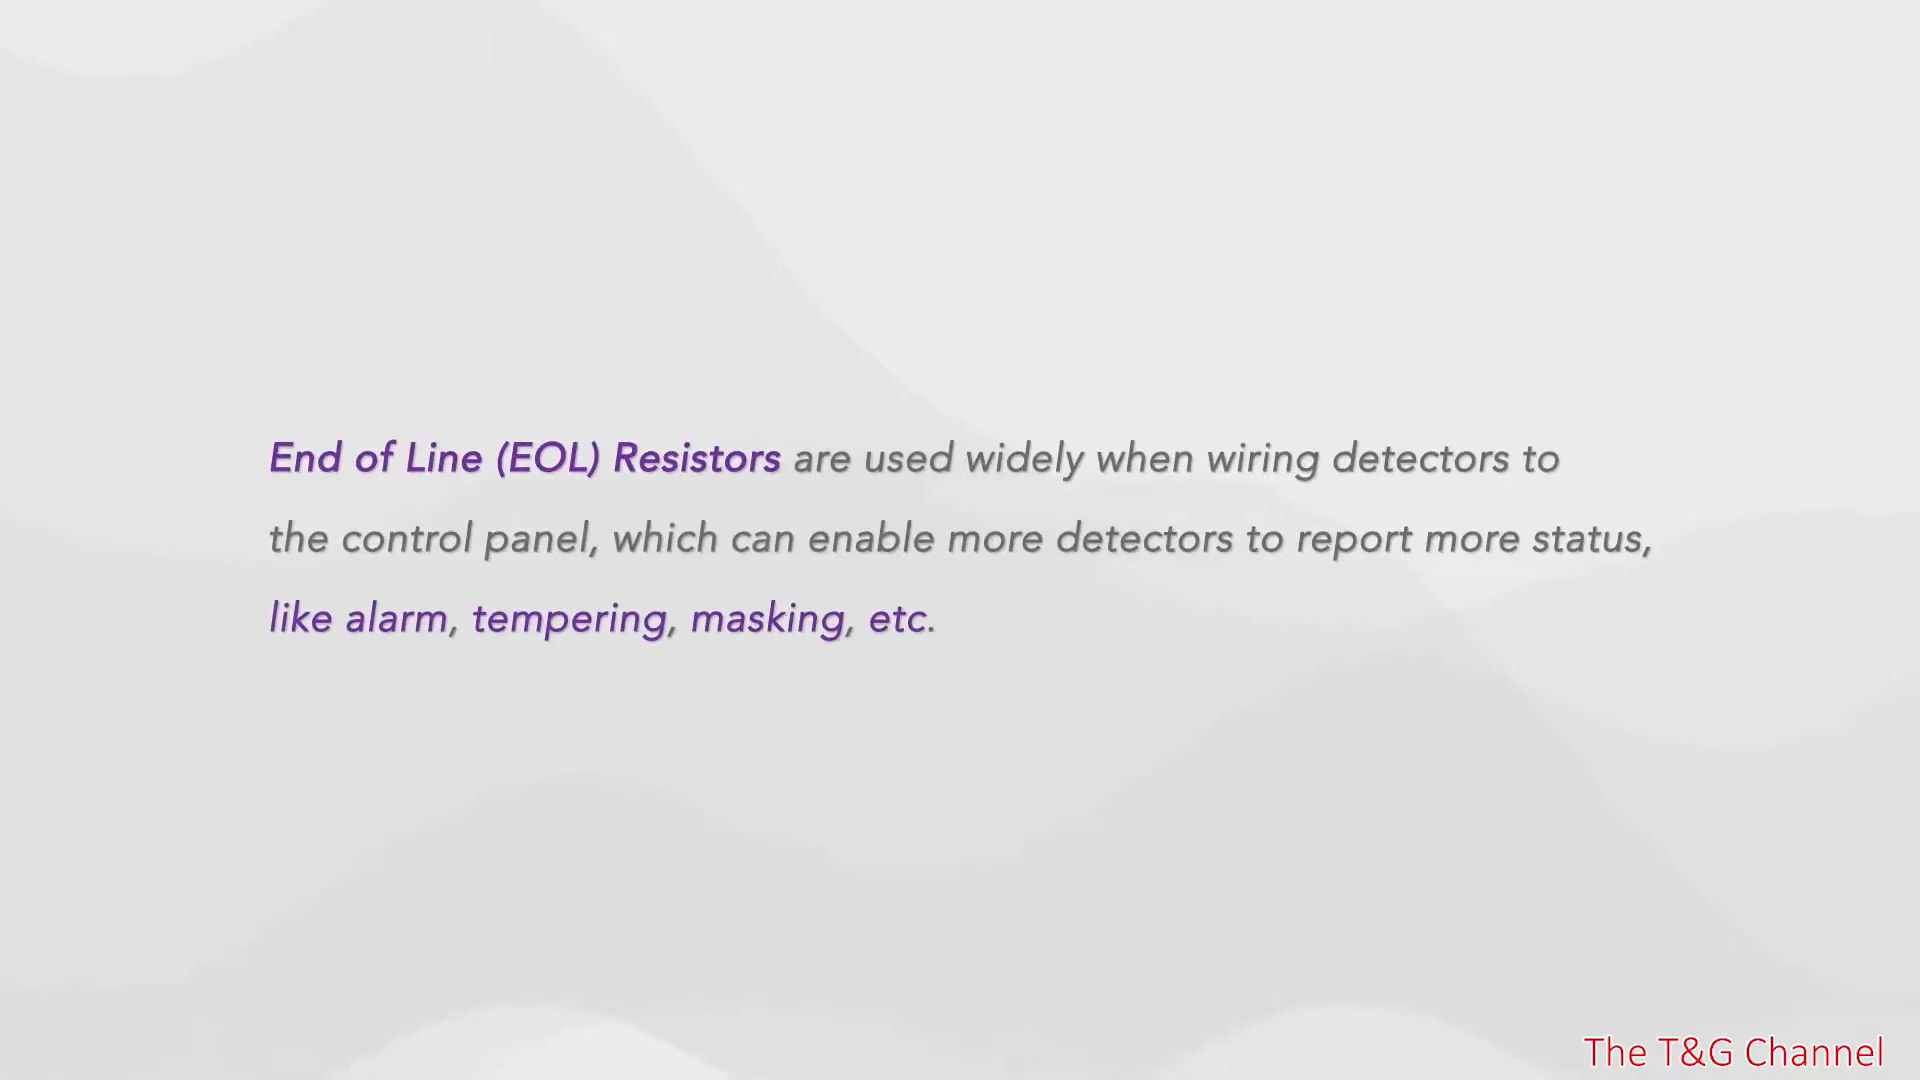 End of Line (EOL) Resistors are used widely when wiring detectors to
the control panel, which can enable more detectors to report more status,
like alarm, tempering, masking, etc.
The T&G Channel